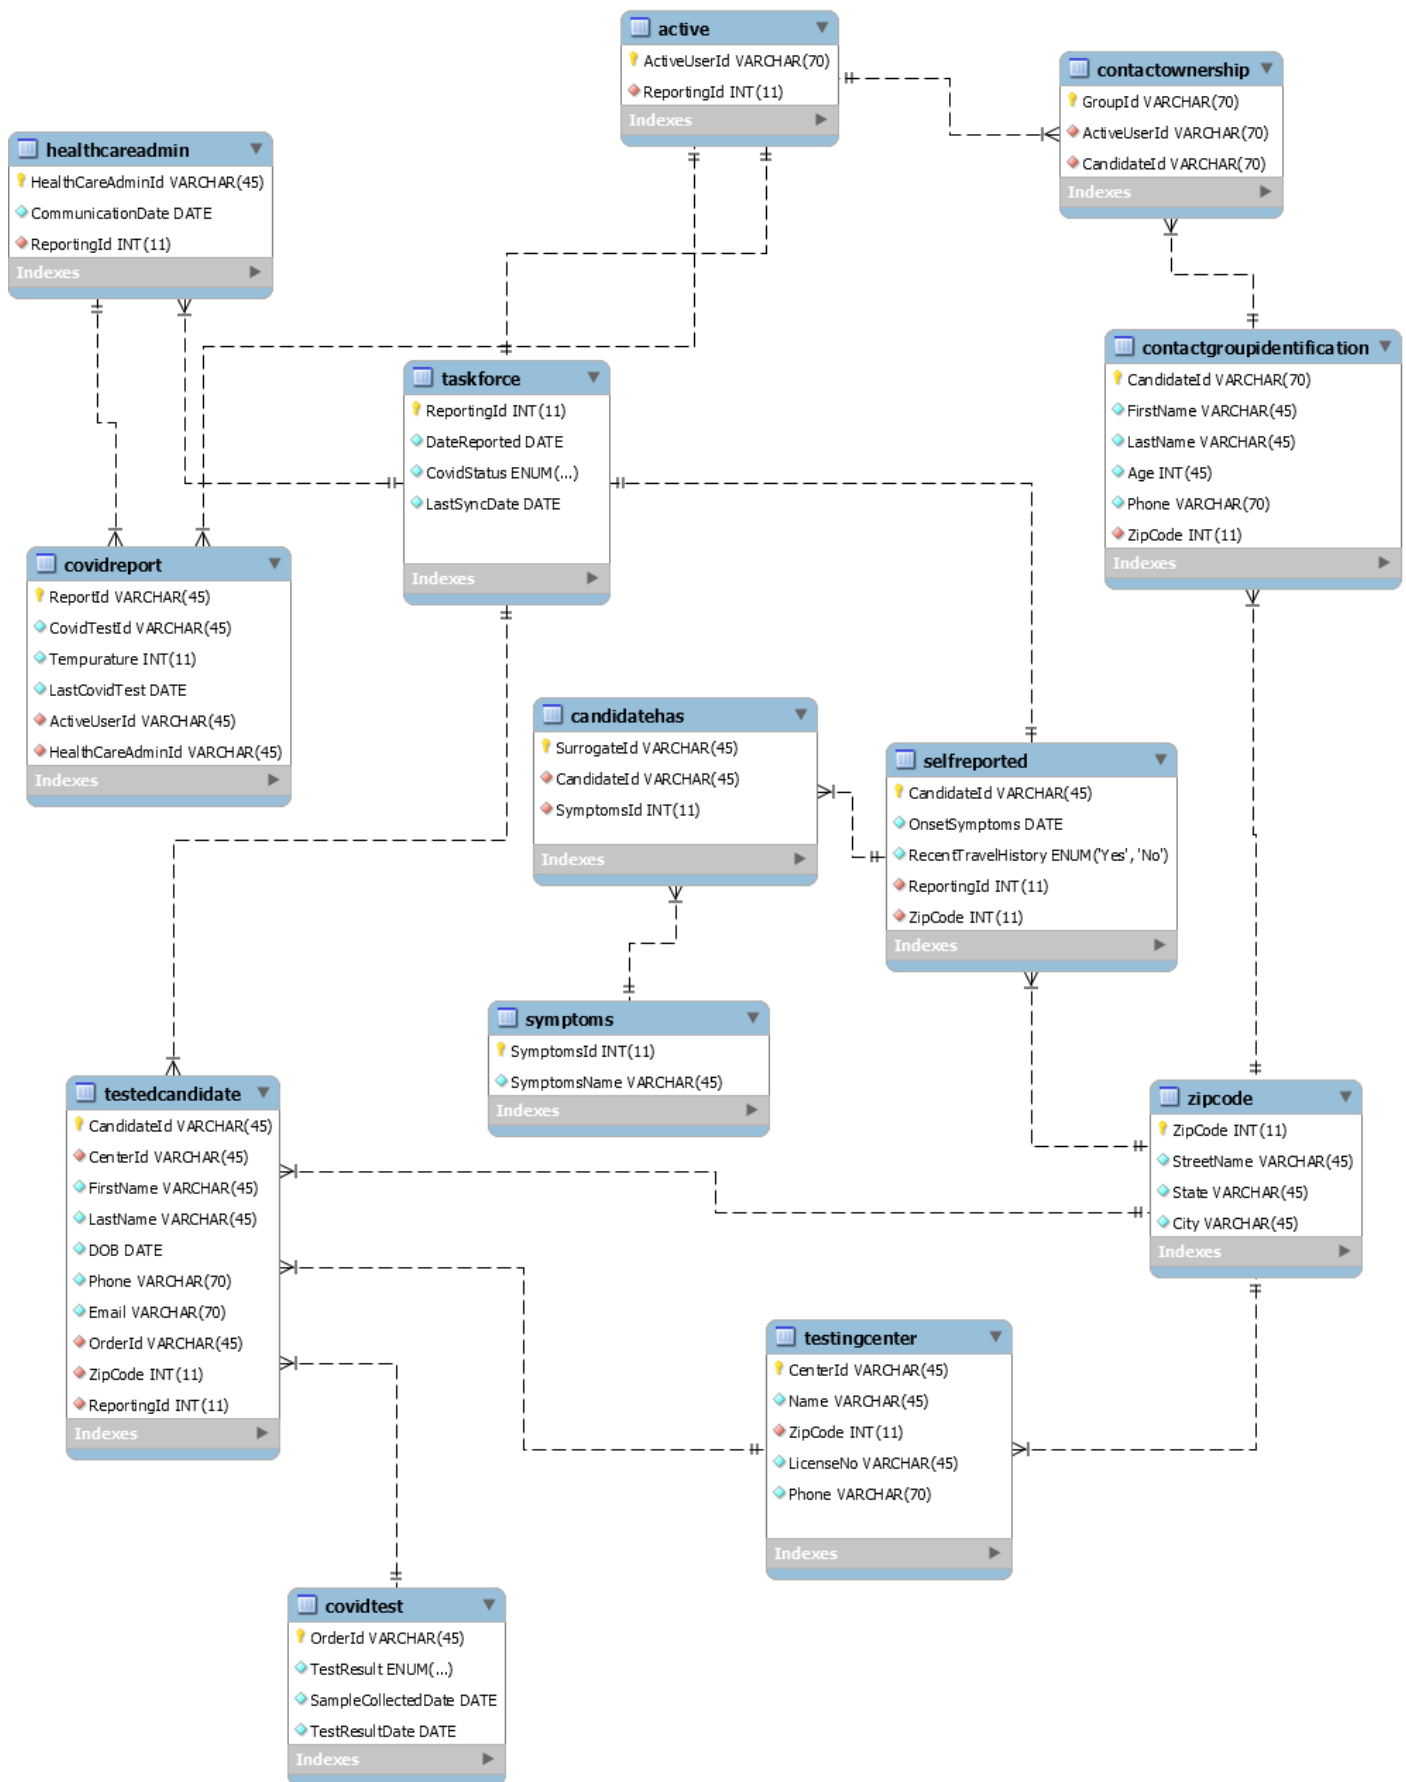 active
ActiveUserId VARCHAR(70)
ReportingId INT(11)
Indexes
contactownership
GroupId VARCHAR(70)
ActiveUserId VARCHAR(70)
CandidateId VARCHAR(70)
Indexes
healthcareadmin
HealthCareAdminId VARCHAR(45)
CommunicationDate DATE
ReportingId INT(11)
Indexes
contactgroupidentification
CandidateId VARCHAR(70)
FirstName VARCHAR(45)
LastName VARCHAR(45)
Age INT(45)
Phone VARCHAR(70)
ZipCode INT(11)
Indexes
taskforce
ReportingId INT(11)
DateReported DATE
CovidStatus ENUM(...)
LastSyncDate DATE
Indexes
covidreport
ReportId VARCHAR(45)
CovidTestId VARCHAR(45)
Tempurature INT(11)
LastCovidTest DATE
ActiveUserId VARCHAR(45)
HealthCareAdminId VARCHAR(45)
Indexes
candidatehas
SurrogateId VARCHAR(45)
CandidateId VARCHAR(45)
SymptomsId INT(11)
Indexes
selfreported
CandidateId VARCHAR(45)
OnsetSymptoms DATE
RecentTravelHistory ENUM('Yes', 'No')
ReportingId INT(11)
ZipCode INT(11)
Indexes
symptoms
SymptomsId INT(11)
SymptomsName VARCHAR(45)
Indexes
testedcandidate
CandidateId VARCHAR(45)
CenterId VARCHAR(45)
FirstName VARCHAR(45)
LastName VARCHAR(45)
DOB DATE
Phone VARCHAR(70)
Email VARCHAR(70)
OrderId VARCHAR(45)
ZipCode INT(11)
ReportingId INT(11)
Indexes
zipcode
ZipCode INT(11)
StreetName VARCHAR(45)
State VARCHAR(45)
City VARCHAR(45)
Indexes
testingcenter
CenterId VARCHAR(45)
Name VARCHAR(45)
ZipCode INT(11)
LicenseNo VARCHAR(45)
Phone VARCHAR(70)
Indexes
covidtest
OrderId VARCHAR(45)
TestResult ENUM(...)
SampleCollectedDate DATE
TestResultDate DATE
Indexes